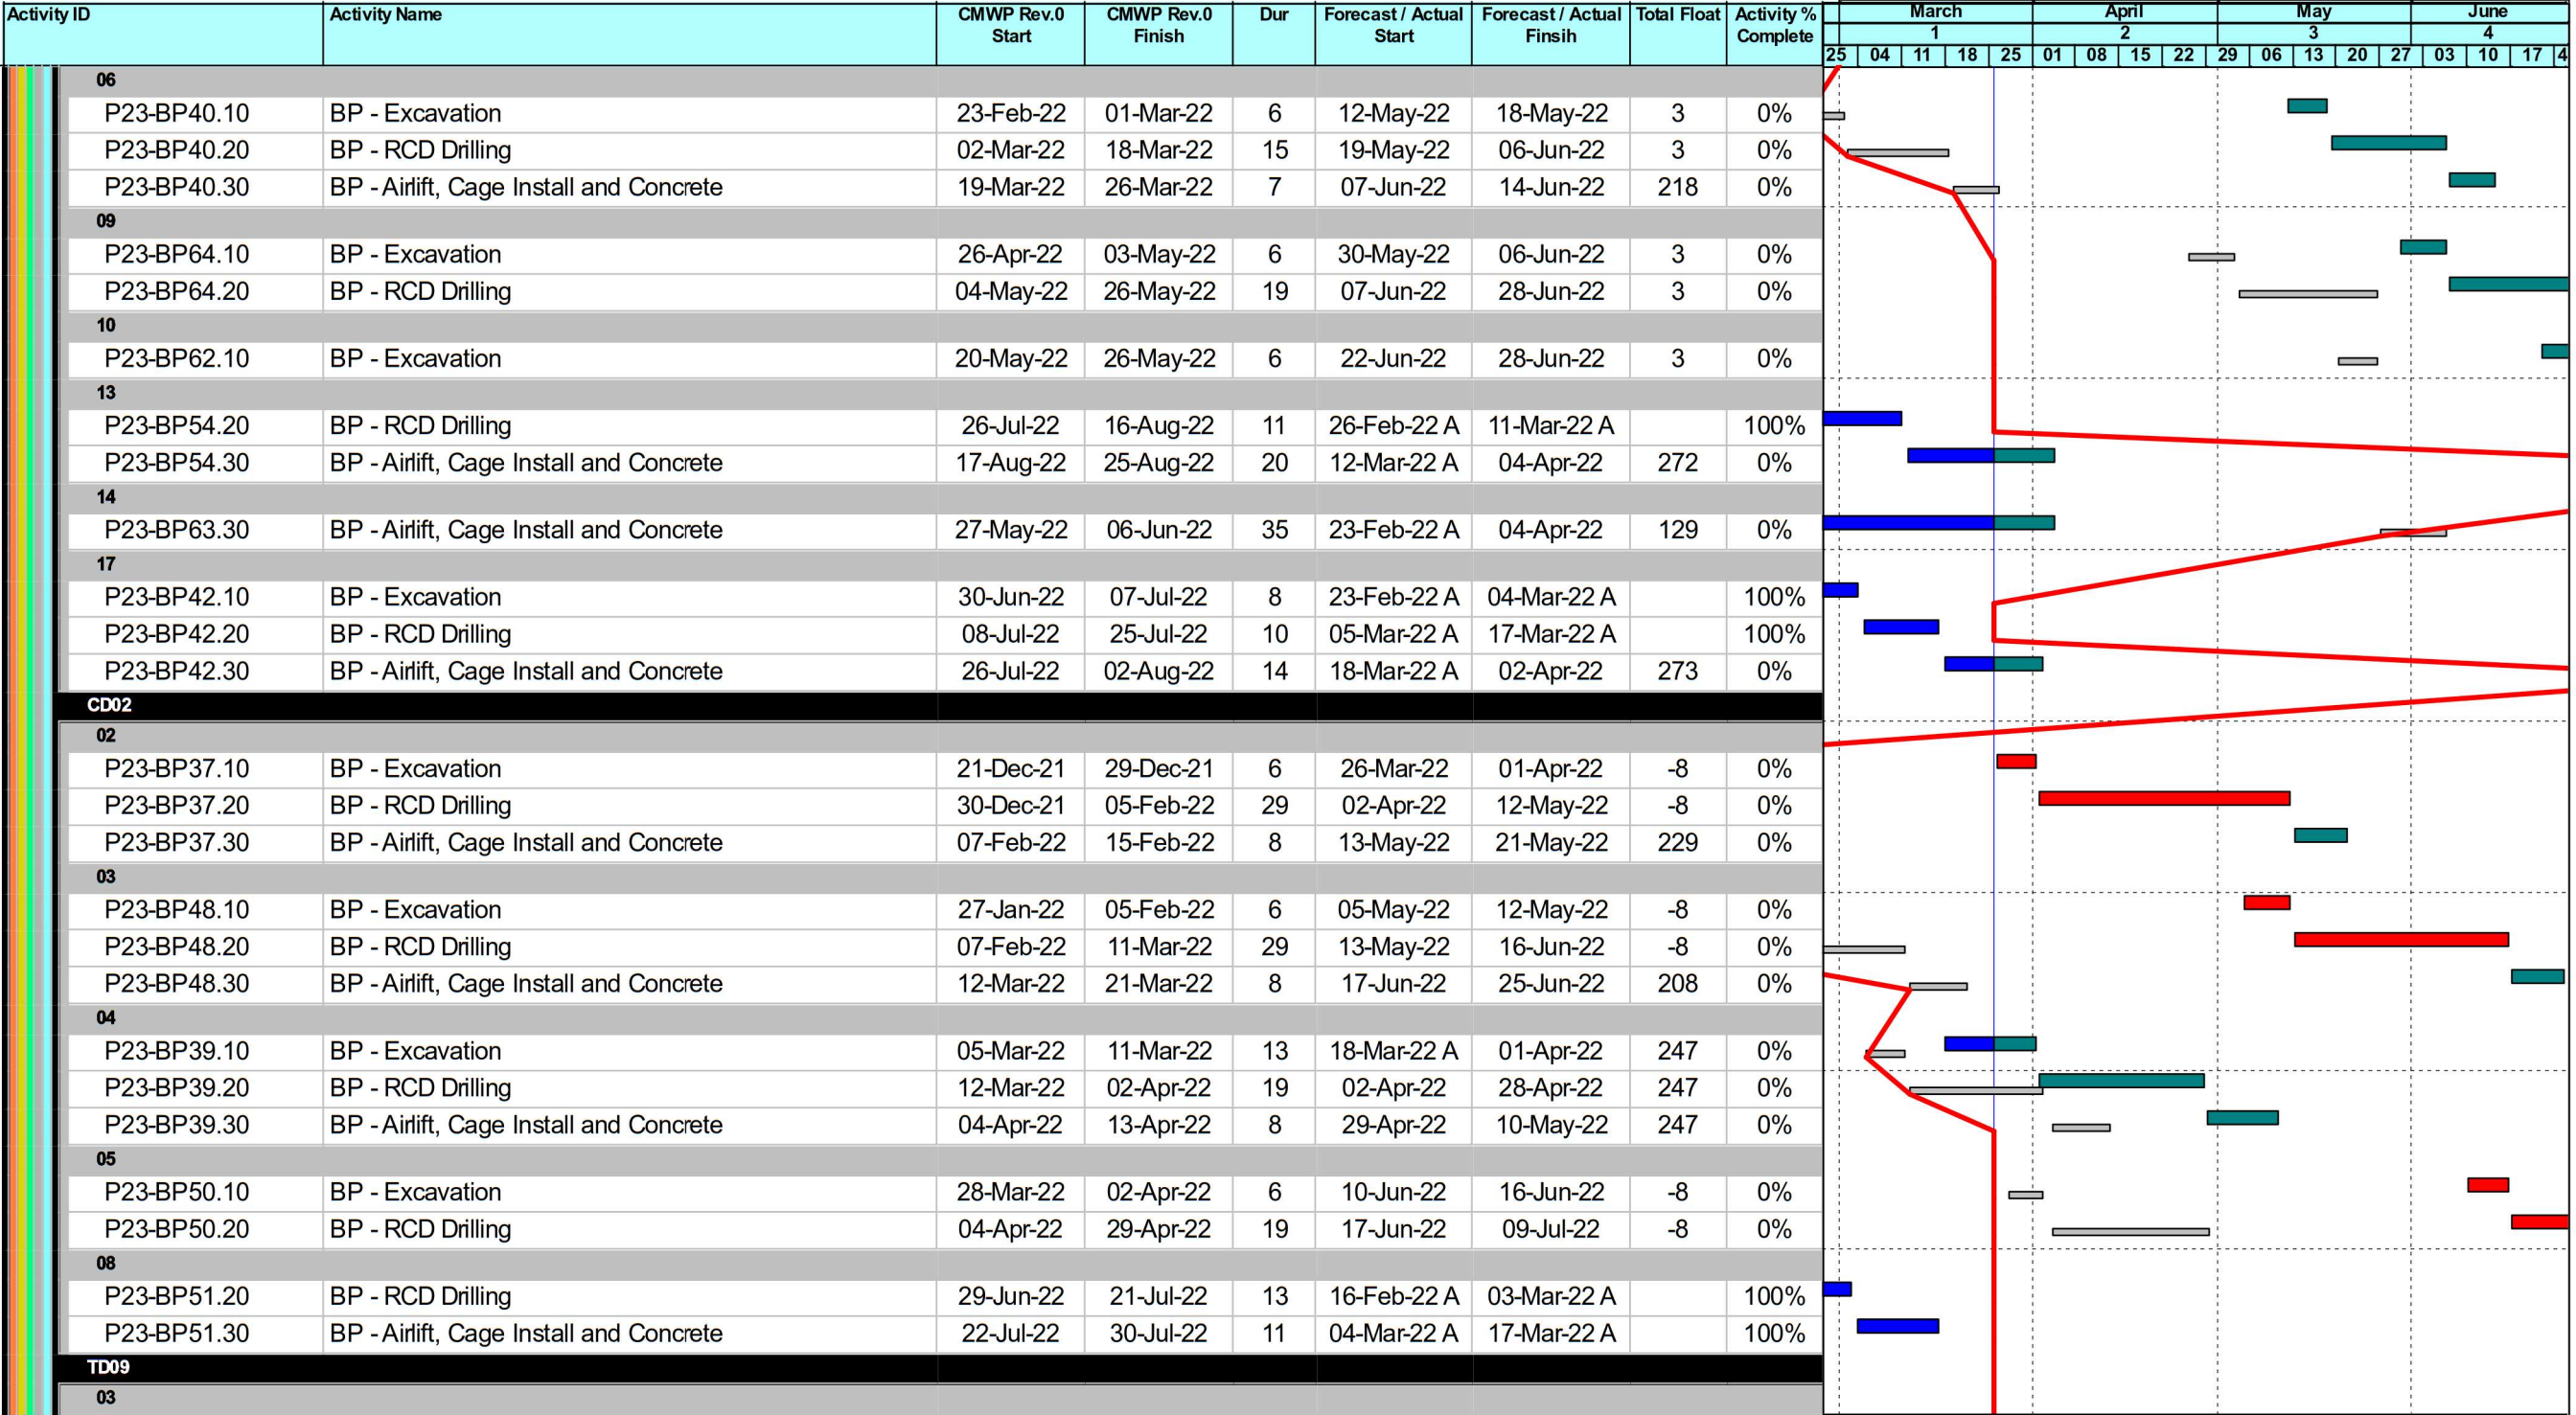 Activity ID Activity Name CMWP Rev.0 Start CMWP Rev.0 Finish Dur Forecast / Actual Start Forecast / Actual Finsih Total Float Activity % Complete
March April May June
1 2 3 4
25 04 11 18 25 01 08 15 22 29 06 13 20 27 03 10 17 4
06
P23-BP40.10 BP - Excavation 23-Feb-22 01-Mar-22 6 12-May-22 18-May-22 3 0%
P23-BP40.20 BP - RCD Drilling 02-Mar-22 18-Mar-22 15 19-May-22 06-Jun-22 3 0%
P23-BP40.30 BP - Airlift, Cage Install and Concrete 19-Mar-22 26-Mar-22 7 07-Jun-22 14-Jun-22 218 0%
09
P23-BP64.10 BP - Excavation 26-Apr-22 03-May-22 6 30-May-22 06-Jun-22 3 0%
P23-BP64.20 BP - RCD Drilling 04-May-22 26-May-22 19 07-Jun-22 28-Jun-22 3 0%
10
P23-BP62.10 BP - Excavation 20-May-22 26-May-22 6 22-Jun-22 28-Jun-22 3 0%
13
P23-BP54.20 BP - RCD Drilling 26-Jul-22 16-Aug-22 11 26-Feb-22 A 11-Mar-22 A 100%
P23-BP54.30 BP - Airlift, Cage Install and Concrete 17-Aug-22 25-Aug-22 20 12-Mar-22 A 04-Apr-22 272 0%
14
P23-BP63.30 BP - Airlift, Cage Install and Concrete 27-May-22 06-Jun-22 35 23-Feb-22 A 04-Apr-22 129 0%
17
P23-BP42.10 BP - Excavation 30-Jun-22 07-Jul-22 8 23-Feb-22 A 04-Mar-22 A 100%
P23-BP42.20 BP - RCD Drilling 08-Jul-22 25-Jul-22 10 05-Mar-22 A 17-Mar-22 A 100%
P23-BP42.30 BP - Airlift, Cage Install and Concrete 26-Jul-22 02-Aug-22 14 18-Mar-22 A 02-Apr-22 273 0%
CD02
02
P23-BP37.10 BP - Excavation 21-Dec-21 29-Dec-21 6 26-Mar-22 01-Apr-22 -8 0%
P23-BP37.20 BP - RCD Drilling 30-Dec-21 05-Feb-22 29 02-Apr-22 12-May-22 -8 0%
P23-BP37.30 BP - Airlift, Cage Install and Concrete 07-Feb-22 15-Feb-22 8 13-May-22 21-May-22 229 0%
03
P23-BP48.10 BP - Excavation 27-Jan-22 05-Feb-22 6 05-May-22 12-May-22 -8 0%
P23-BP48.20 BP - RCD Drilling 07-Feb-22 11-Mar-22 29 13-May-22 16-Jun-22 -8 0%
P23-BP48.30 BP - Airlift, Cage Install and Concrete 12-Mar-22 21-Mar-22 8 17-Jun-22 25-Jun-22 208 0%
04
P23-BP39.10 BP - Excavation 05-Mar-22 11-Mar-22 13 18-Mar-22 A 01-Apr-22 247 0%
P23-BP39.20 BP - RCD Drilling 12-Mar-22 02-Apr-22 19 02-Apr-22 28-Apr-22 247 0%
P23-BP39.30 BP - Airlift, Cage Install and Concrete 04-Apr-22 13-Apr-22 8 29-Apr-22 10-May-22 247 0%
05
P23-BP50.10 BP - Excavation 28-Mar-22 02-Apr-22 6 10-Jun-22 16-Jun-22 -8 0%
P23-BP50.20 BP - RCD Drilling 04-Apr-22 29-Apr-22 19 17-Jun-22 09-Jul-22 -8 0%
08
P23-BP51.20 BP - RCD Drilling 29-Jun-22 21-Jul-22 13 16-Feb-22 A 03-Mar-22 A 100%
P23-BP51.30 BP - Airlift, Cage Install and Concrete 22-Jul-22 30-Jul-22 11 04-Mar-22 A 17-Mar-22 A 100%
TD09
03